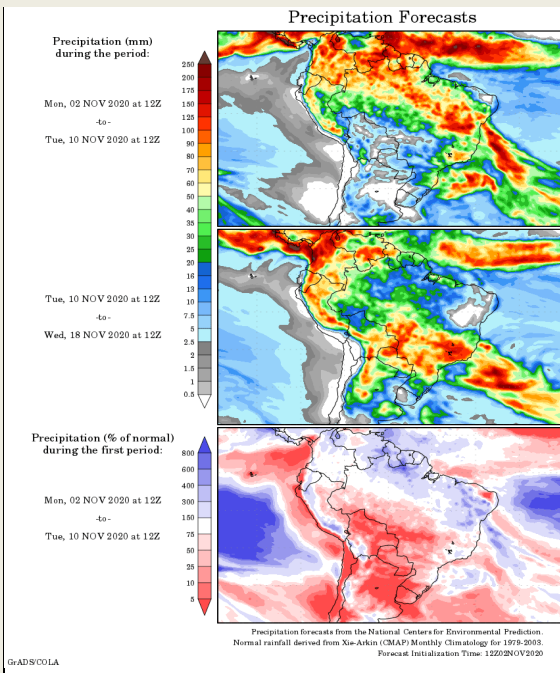 Precipitation Forecasts
Precipitation (mm)
during the period:
Mon, 02 NOV 2020 at 12Z
-to-
Tue, 10 NOV 2020 at 12Z
250
200
175
150
125
100
90
80
70
60
50
40
35
30
25
20
16
13
10
7.5
5
2.5
2
1.5
1
0.5
Tue, 10 NOV 2020 at 12Z
-to-
Wed, 18 NOV 2020 at 12Z
Precipitation (% of normal)
during the first period:
Mon, 02 NOV 2020 at 12Z
-to-
Tue, 10 NOV 2020 at 12Z
800
600
400
300
150
75
50
25
10
5
Precipitation forecasts from the National Centers for Environmental Prediction.
Normal rainfall derived from Xie-Arkin (CMAP) Monthly Climatology for 1979-2003.
Forecast Initialization Time: 12Z02NOV2020
GrADS/COLA